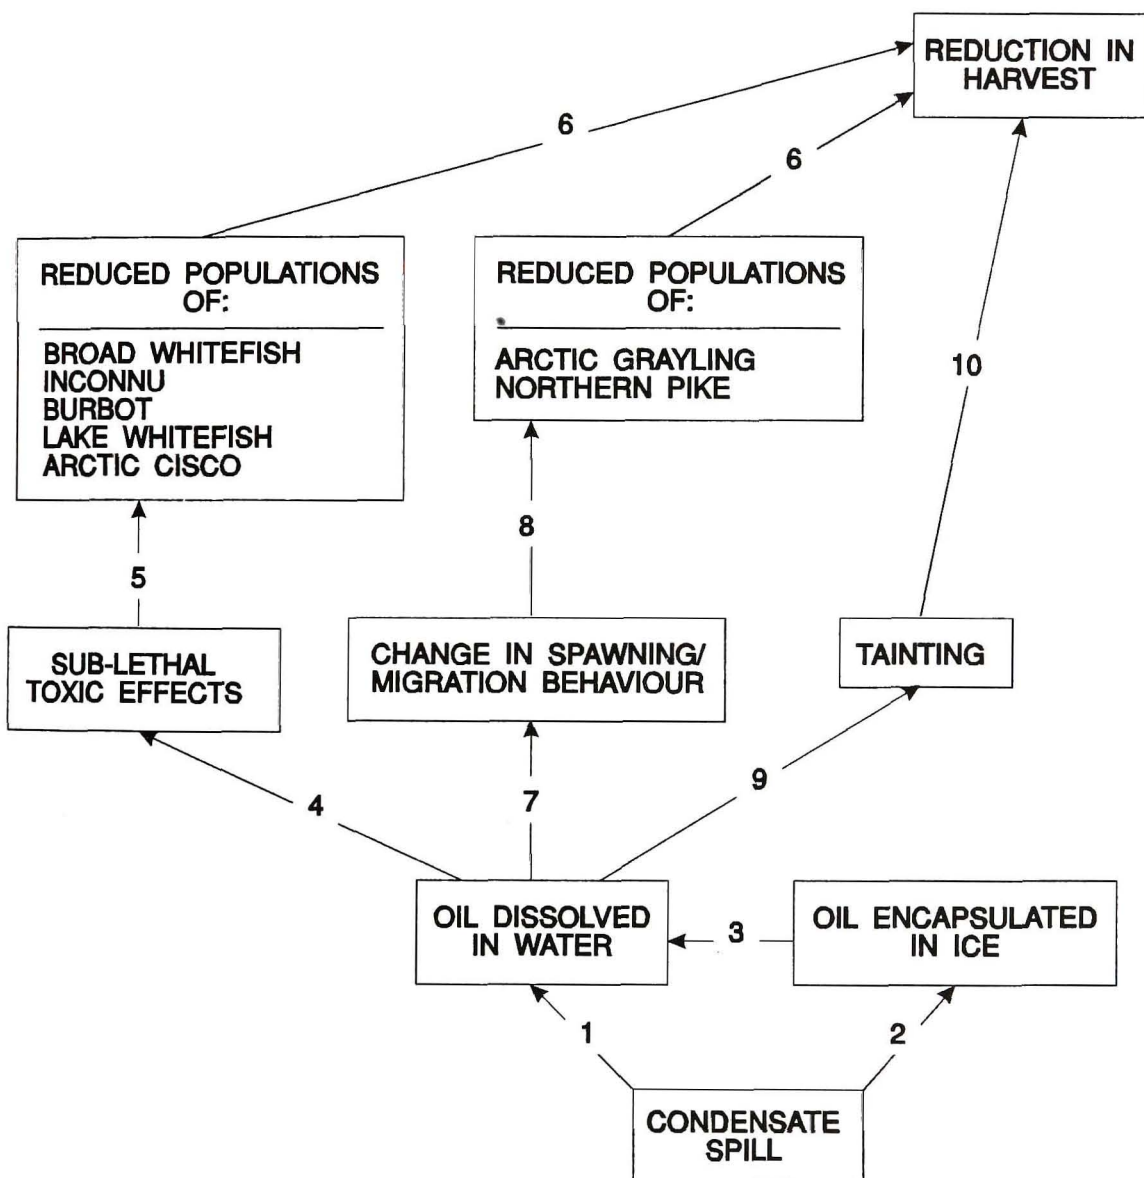 REDUCTION IN
HARVEST
6
6
REDUCED POPULATIONS
OF:
BROAD WHITEFISH
INCONNU
BURBOT
LAKE WHITEFISH
ARCTIC CISCO
REDUCED POPULATIONS
OF:
ARCTIC GRAYLING
NORTHERN PIKE
10
8
5
SUB-LETHAL
TOXIC EFFECTS
CHANGE IN SPAWNING/
MIGRATION BEHAVIOUR
TAINTING
4
7
9
OIL DISSOLVED
IN WATER
3
OIL ENCAPSULATED
IN ICE
1
2
CONDENSATE
SPILL